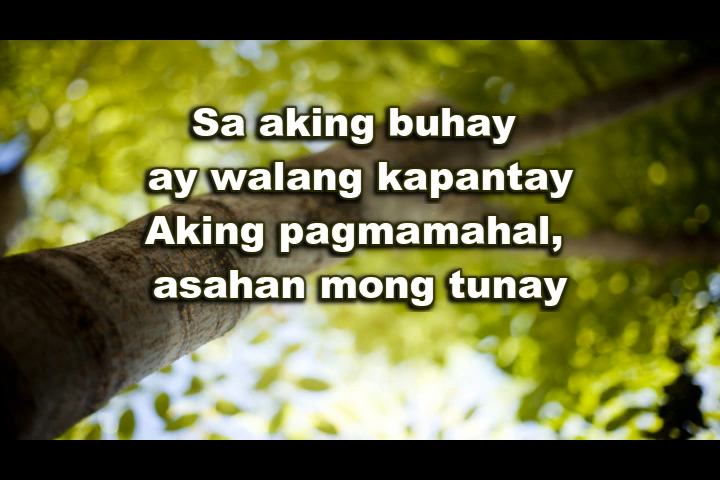 Sa aking buhay
ay walang kapantay
Aking pagmamahal,
asahan mong tunay